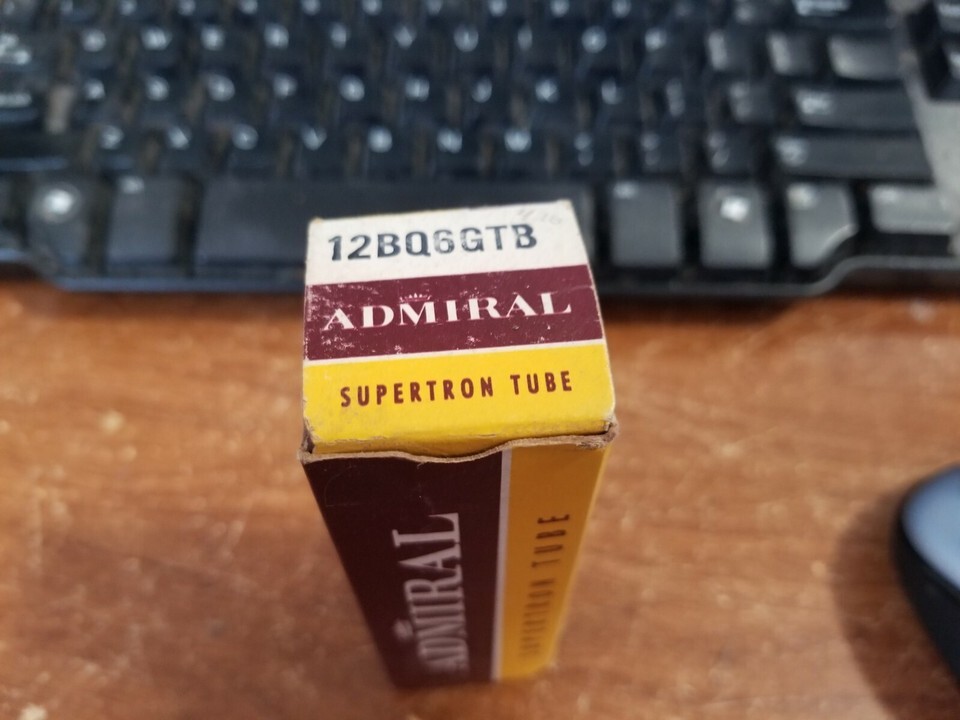 12BQ6GTB
ADMIRAL
SUPERTRON TUBE
ADMIRAL
SUPERTRON TUBE